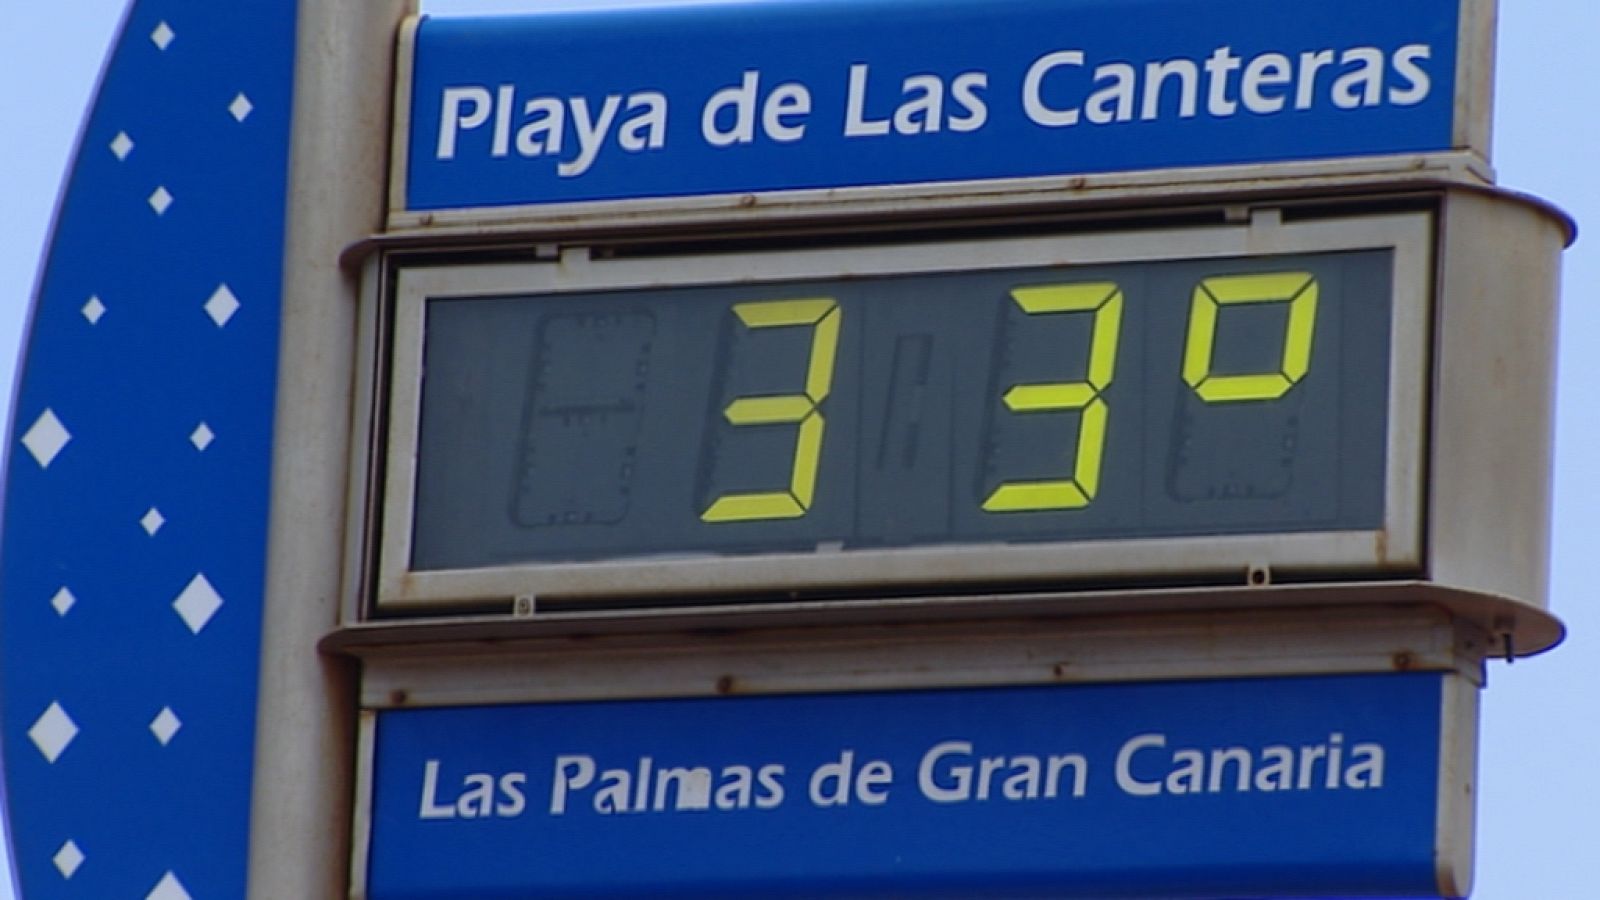 Playa de Las Canteras
33°
Las Palmas de Gran Canaria